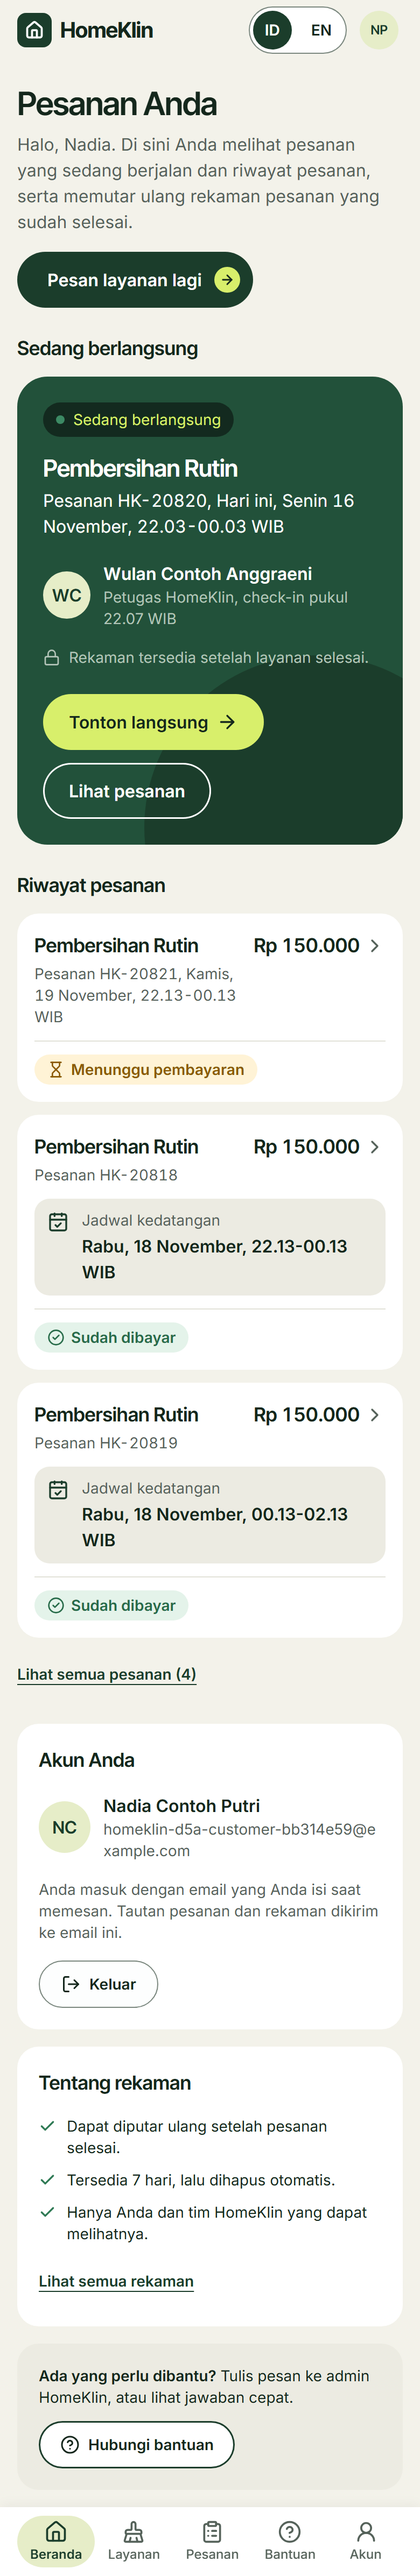 HomeKlin
ID EN
NP
Pesanan Anda
Halo, Nadia. Di sini Anda melihat pesanan
yang sedang berjalan dan riwayat pesanan,
serta memutar ulang rekaman pesanan yang
sudah selesai.
Pesan layanan lagi
Sedang berlangsung
Sedang berlangsung
Pembersihan Rutin
Pesanan HK-20820, Hari ini, Senin 16
November, 22.03-00.03 WIB
WC
Wulan Contoh Anggraeni
Petugas HomeKlin, check-in pukul
22.07 WIB
Rekaman tersedia setelah layanan selesai.
Tonton langsung
Lihat pesanan
Riwayat pesanan
Pembersihan Rutin Rp 150.000
Pesanan HK-20821, Kamis,
19 November, 22.13-00.13
WIB
Menunggu pembayaran
Pembersihan Rutin Rp 150.000
Pesanan HK-20818
Jadwal kedatangan
Rabu, 18 November, 22.13-00.13
WIB
Sudah dibayar
Pembersihan Rutin Rp 150.000
Pesanan HK-20819
Jadwal kedatangan
Rabu, 18 November, 00.13-02.13
WIB
Sudah dibayar
Lihat semua pesanan (4)
Akun Anda
NC
Nadia Contoh Putri
homeklin-d5a-customer-bb314e59@e
xample.com
Anda masuk dengan email yang Anda isi saat
memesan. Tautan pesanan dan rekaman dikirim
ke email ini.
Keluar
Tentang rekaman
Dapat diputar ulang setelah pesanan
selesai.
Tersedia 7 hari, lalu dihapus otomatis.
Hanya Anda dan tim HomeKlin yang dapat
melihatnya.
Lihat semua rekaman
Ada yang perlu dibantu? Tulis pesan ke admin
HomeKlin, atau lihat jawaban cepat.
Hubungi bantuan
Beranda Layanan Pesanan Bantuan Akun